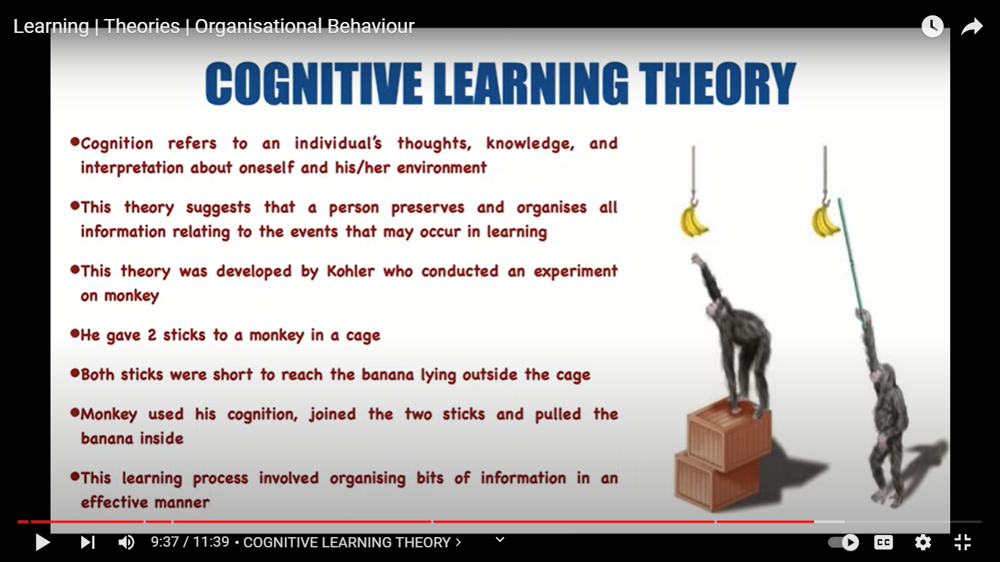 Learning | Theories | Organisational Behaviour
COGNITIVE LEARNING THEORY
•Cognition refers to an individual's thoughts, knowledge, and
interpretation about oneself and his/her environment
•This theory suggests that a person preserves and organises all
information relating to the events that may occur in learning
•This theory was developed by Kohler who conducted an experiment
on monkey
•He gave 2 sticks to a monkey in a cage
•Both sticks were short to reach the banana lying outside the cage
•Monkey used his cognition, joined the two sticks and pulled the
banana inside
•This learning process involved organising bits of information in an
effective manner
9:37 / 11:39 • COGNITIVE LEARNING THEORY
CC